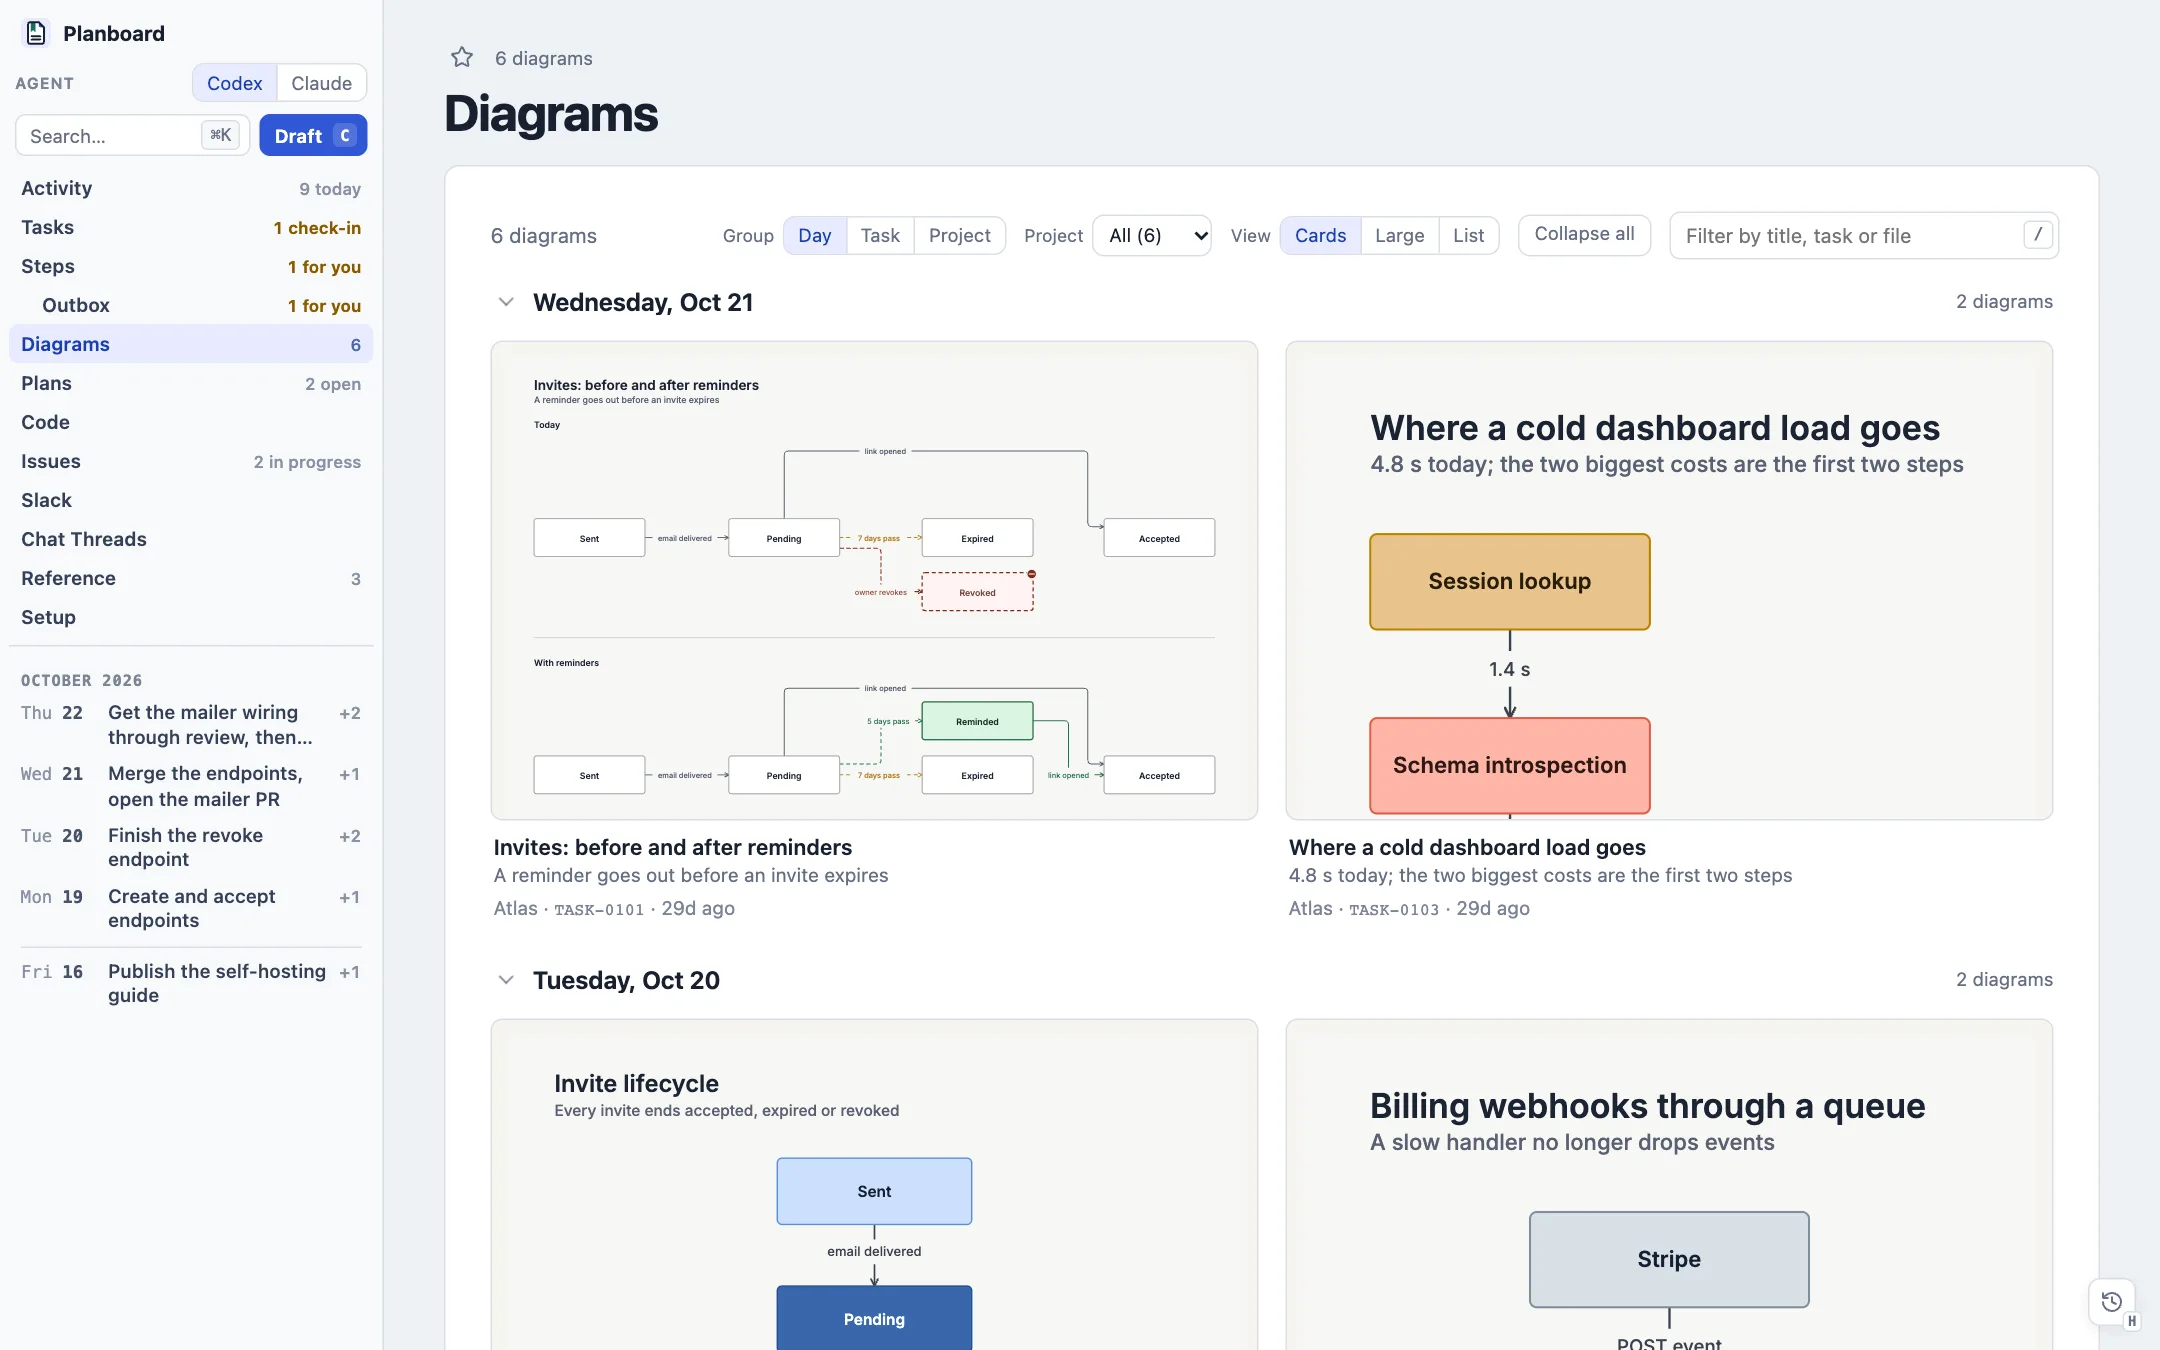 Planboard
AGENT
Codex
Claude
Search...
⌘K
Draft C
Activity 9 today
Tasks 1 check-in
Steps 1 for you
Outbox 1 for you
Diagrams 6
Plans 2 open
Code
Issues 2 in progress
Slack
Chat Threads
Reference 3
Setup
OCTOBER 2026
Thu 22 Get the mailer wiring +2
through review, then...
Wed 21 Merge the endpoints, +1
open the mailer PR
Tue 20 Finish the revoke +2
endpoint
Mon 19 Create and accept +1
endpoints
Fri 16 Publish the self-hosting +1
guide
6 diagrams
Diagrams
6 diagrams
Group Day Task Project
Project All (6)
View Cards Large List
Collapse all
Filter by title, task or file /
Wednesday, Oct 21
2 diagrams
Invites: before and after reminders
A reminder goes out before an invite expires
Today
link opened
Sent
email delivered
Pending
7 days pass
Expired
Accepted
owner revokes
Revoked
With reminders
link opened
5 days pass
Reminded
Sent
email delivered
Pending
7 days pass
Expired
link opened
Accepted
Invites: before and after reminders
A reminder goes out before an invite expires
Atlas · TASK-0101 · 29d ago
Where a cold dashboard load goes
4.8 s today; the two biggest costs are the first two steps
Session lookup
1.4 s
Schema introspection
Where a cold dashboard load goes
4.8 s today; the two biggest costs are the first two steps
Atlas · TASK-0103 · 29d ago
Tuesday, Oct 20
2 diagrams
Invite lifecycle
Every invite ends accepted, expired or revoked
Sent
email delivered
Pending
Billing webhooks through a queue
A slow handler no longer drops events
Stripe
POST event
H